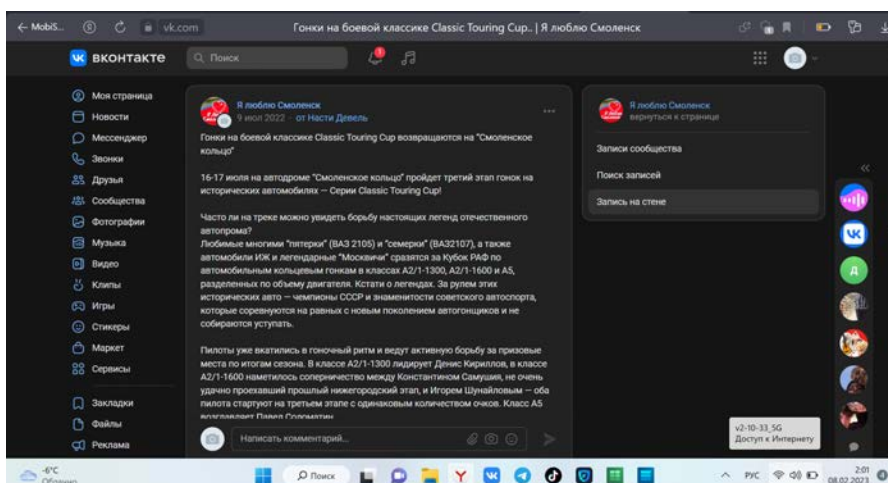 ← MobiS...
vk.com
Гонки на боевой классике Classic Touring Cup.. | Я люблю Смоленск
вконтакте
Поиск
Моя страница
Новости
Мессенджер
Звонки
Друзья
Сообщества
Фотографии
Музыка
Видео
Клипы
Игры
Стикеры
Маркет
Сервисы
Закладки
Файлы
Реклама
Я люблю Смоленск
9 июл 2022 - от Насти Девель
Гонки на боевой классике Classic Touring Cup возвращаются на "Смоленское
кольцо"
16-17 июля на автодроме "Смоленское кольцо" пройдет третий этап гонок на
исторических автомобилях — Серии Classic Touring Cup!
Часто ли на треке можно увидеть борьбу настоящих легенд отечественного
автопрома?
Любимые многими "пятерки" (ВАЗ 2105) и "семерки" (ВАЗ2107), а также
автомобили ИЖ и легендарные "Москвичи" сразятся за Кубок РАФ по
автомобильным кольцевым гонкам в классах А2/1-1300, А2/1-1600 и А5,
разделенных по объему двигателя. Кстати о легендах. За рулем этих
исторических авто — чемпионы СССР и знаменитости советского автоспорта,
которые соревнуются на равных с новым поколением автогонщиков и не
собираются уступать.
Пилоты уже вкатились в гоночный ритм и ведут активную борьбу за призовые
места по итогам сезона. В классе А2/1-1300 лидирует Денис Кириллов, в классе
А2/1-1600 наметилось соперничество между Константином Самушия, не очень
удачно проехавший прошлый нижегородский этап, и Игорем Шунайловым — оба
пилота стартуют на третьем этапе с одинаковым количеством очков. Класс А5
возглавляет Павел Соломатин
Написать комментарий...
Я люблю Смоленск
вернуться к странице
Записи сообщества
Поиск записей
Запись на стене
Д
v2-10-33_5G
Доступ к Интернету
-6°C
Облачно
Поиск
РУС
2:01
08.02.2023